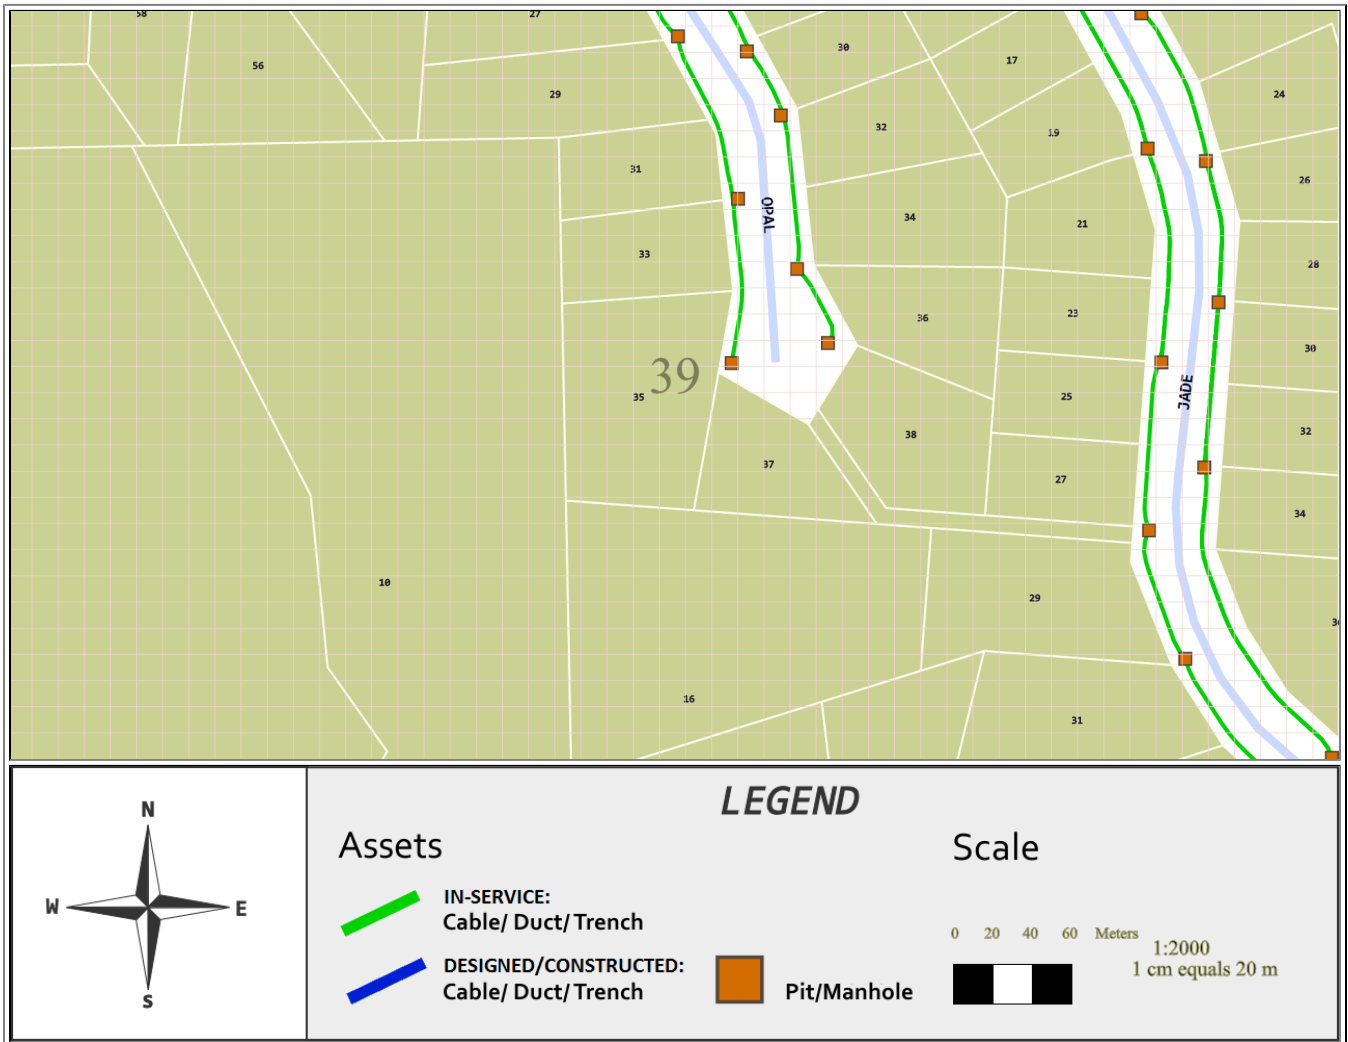 58
27
56
30
17
29
24
32
19
31
26
OPAL
34
21
33
28
36
23
30
39
35
JADE
25
32
38
37
27
34
10
29
16
31
N
W
E
S
LEGEND
Assets
Scale
IN-SERVICE:
Cable/ Duct/ Trench
DESIGNED/CONSTRUCTED:
Cable/ Duct/ Trench
Pit/Manhole
0 20 40 60 Meters
1:2000
1 cm equals 20 m